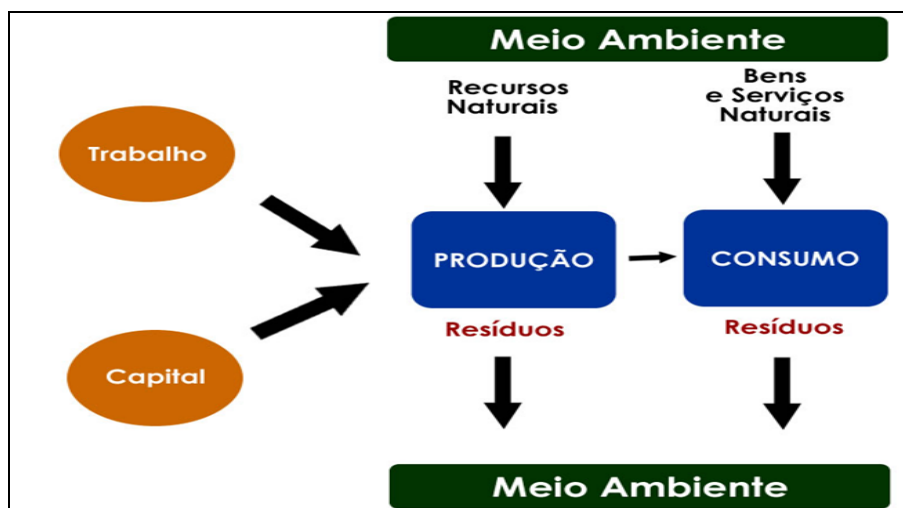 Meio Ambiente
Recursos
Naturais
Bens
e Serviços
Naturais
Trabalho
PRODUÇÃO
CONSUMO
Resíduos
Resíduos
Capital
Meio Ambiente